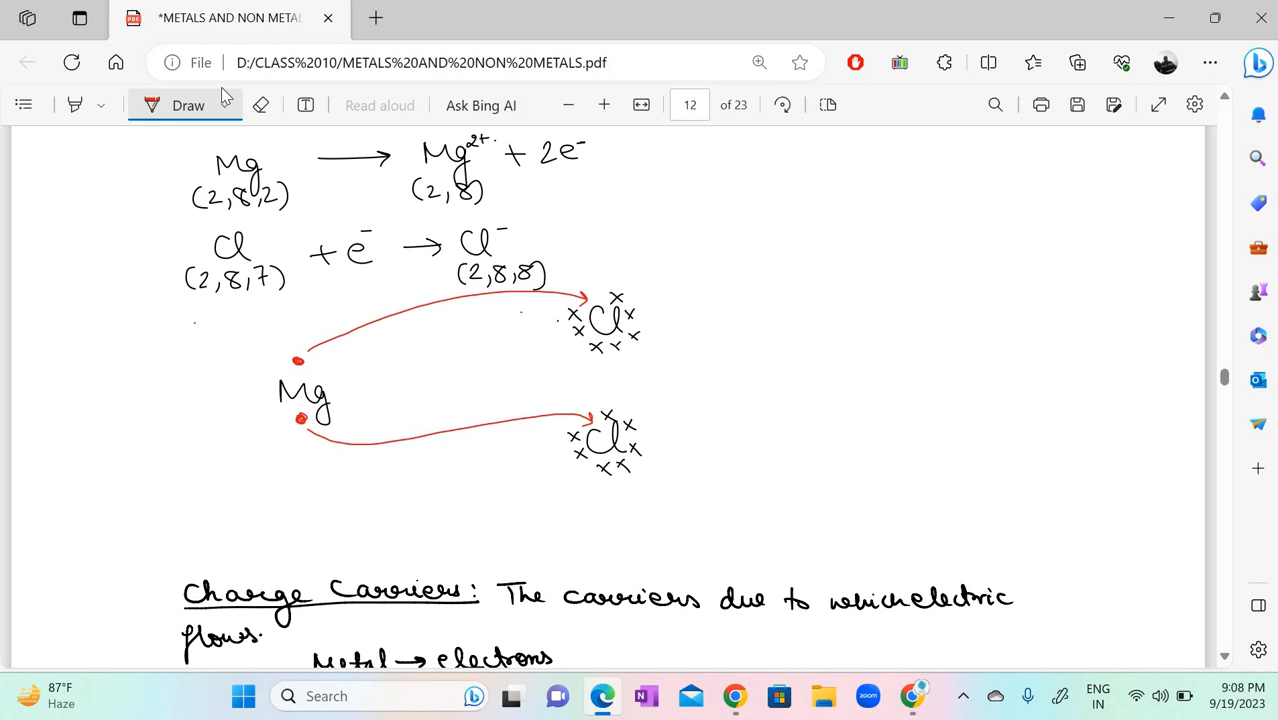 *METALS AND NON METAL
File
D:/CLASS%2010/METALS%20AND%20NON%20METALS.pdf
Draw
Read aloud
Ask Bing AI
12 of 23
Mg ⟶ Mg²⁺ + 2e⁻
(2,8,2) (2,8)
Cl + e⁻ → Cl⁻
(2,8,7) (2,8,8)
Cl
Mg
Cl
Charge Carriers: The carriers due to which electric
flows.
Metal → electrons
87°F
Haze
Search
zoom
ENG
IN
9:08 PM
9/19/2023